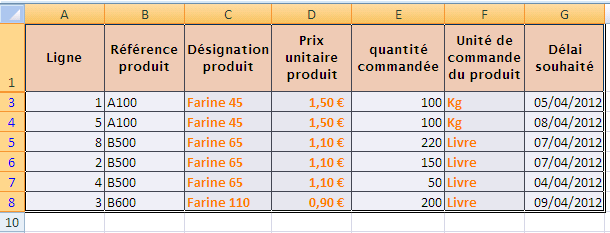 A B C D E F G
1 Ligne Référence produit Désignation produit Prix unitaire produit quantité commandée Unité de commande du produit Délai souhaité
3 1 A100 Farine 45 1,50 € 100 Kg 05/04/2012
4 5 A100 Farine 45 1,50 € 100 Kg 08/04/2012
5 8 B500 Farine 65 1,10 € 220 Livre 07/04/2012
6 2 B500 Farine 65 1,10 € 150 Livre 07/04/2012
7 4 B500 Farine 65 1,10 € 50 Livre 04/04/2012
8 3 B600 Farine 110 0,90 € 200 Livre 09/04/2012
10